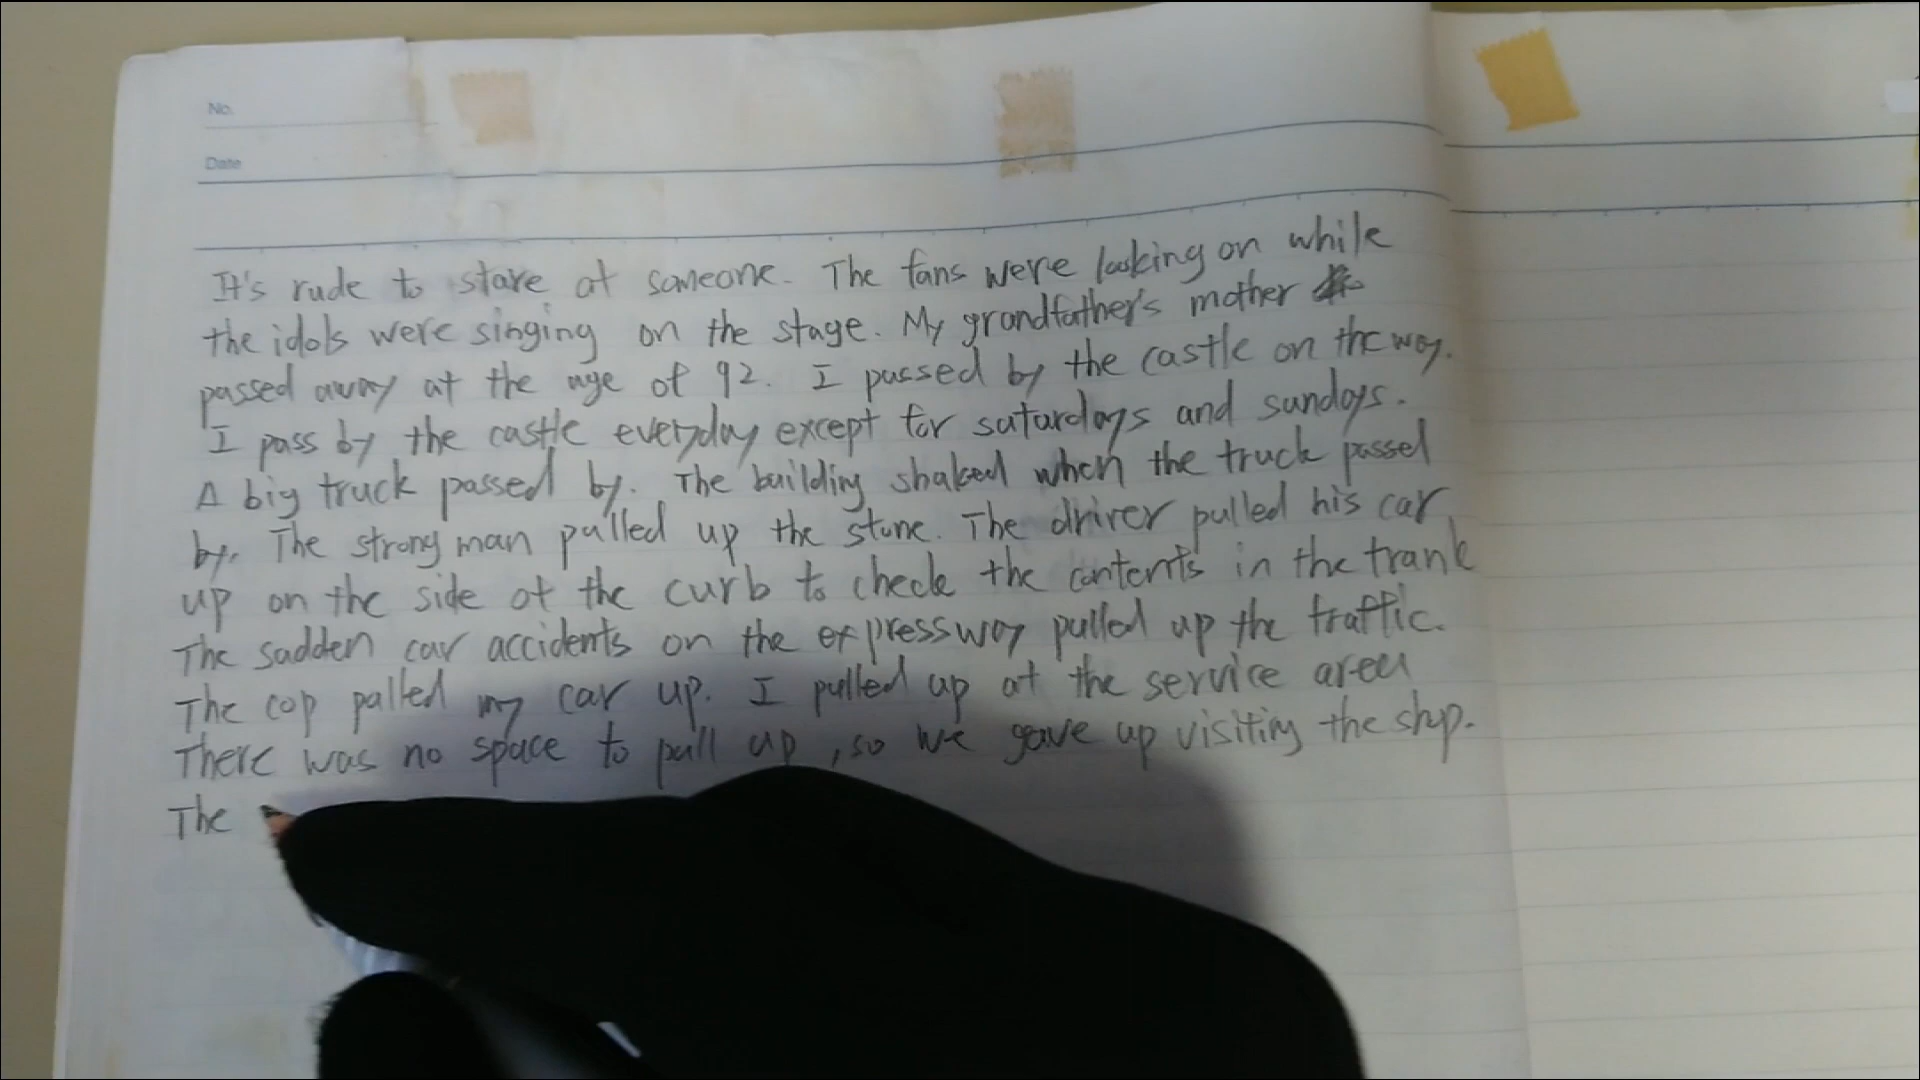 No.
Date
It's rude to stare at someone. The fans were looking on while
the idols were singing on the stage. My grandfather's mother
passed away at the age of 92. I passed by the castle on the way.
I pass by the castle everyday except for saturdays and sundays.
A big truck passed by. The building shaked when the truck passed
by. The strong man pulled up the stone. The driver pulled his car
up on the side of the curb to check the contents in the trank
The sadden car accidents on the expressway pulled up the traffic.
The cop palled my car up. I pulled up at the service area
There was no space to pull up, so we gave up visiting the shop.
The